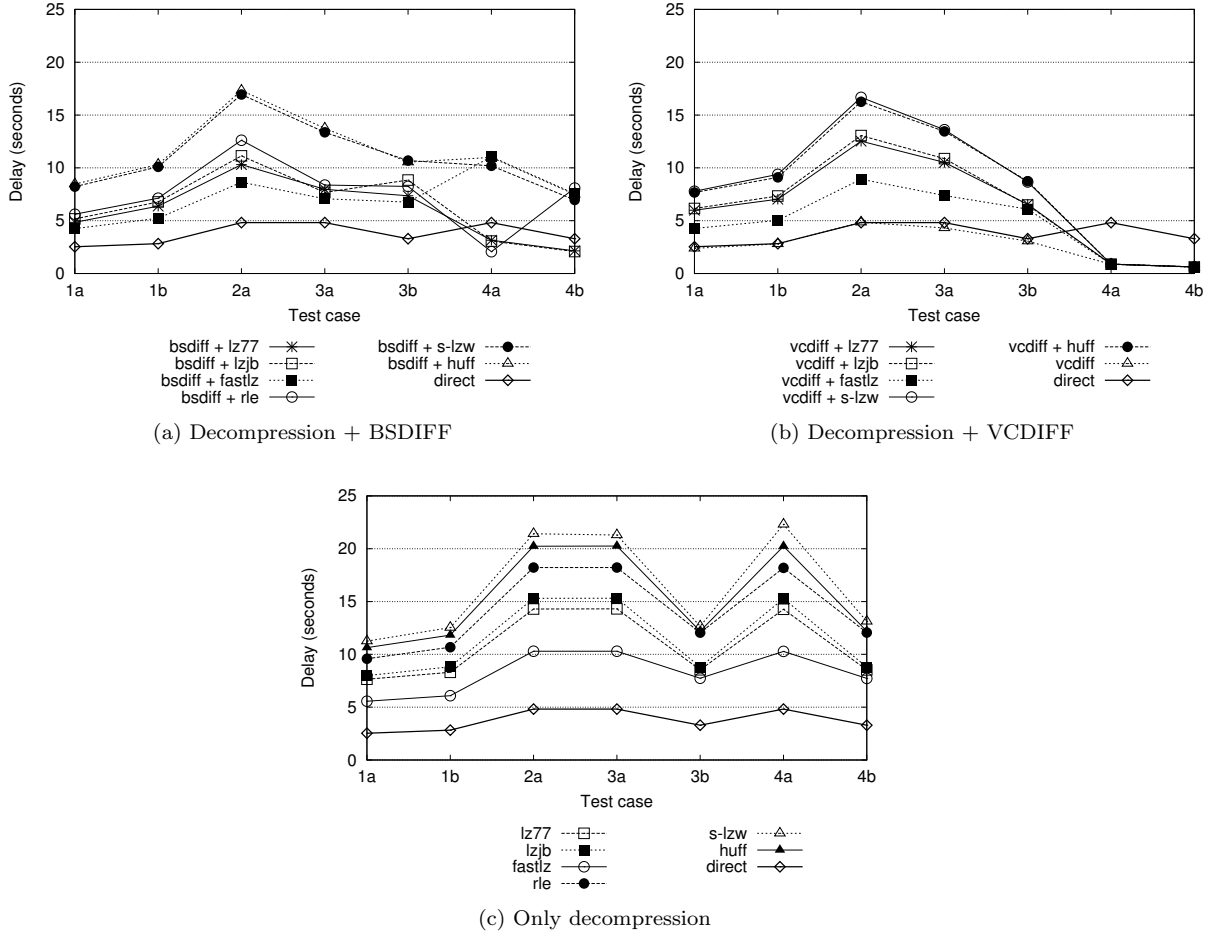 25
20
15
10
5
0
Delay (seconds)
1a 1b 2a 3a 3b 4a 4b
Test case
bsdiff + lz77
bsdiff + lzjb
bsdiff + fastlz
bsdiff + rle
bsdiff + s-lzw
bsdiff + huff
direct
(a) Decompression + BSDIFF
25
20
15
10
5
0
Delay (seconds)
1a 1b 2a 3a 3b 4a 4b
Test case
vcdiff + lz77
vcdiff + lzjb
vcdiff + fastlz
vcdiff + s-lzw
vcdiff + huff
vcdiff
direct
(b) Decompression + VCDIFF
25
20
15
10
5
0
Delay (seconds)
1a 1b 2a 3a 3b 4a 4b
Test case
lz77
lzjb
fastlz
rle
s-lzw
huff
direct
(c) Only decompression